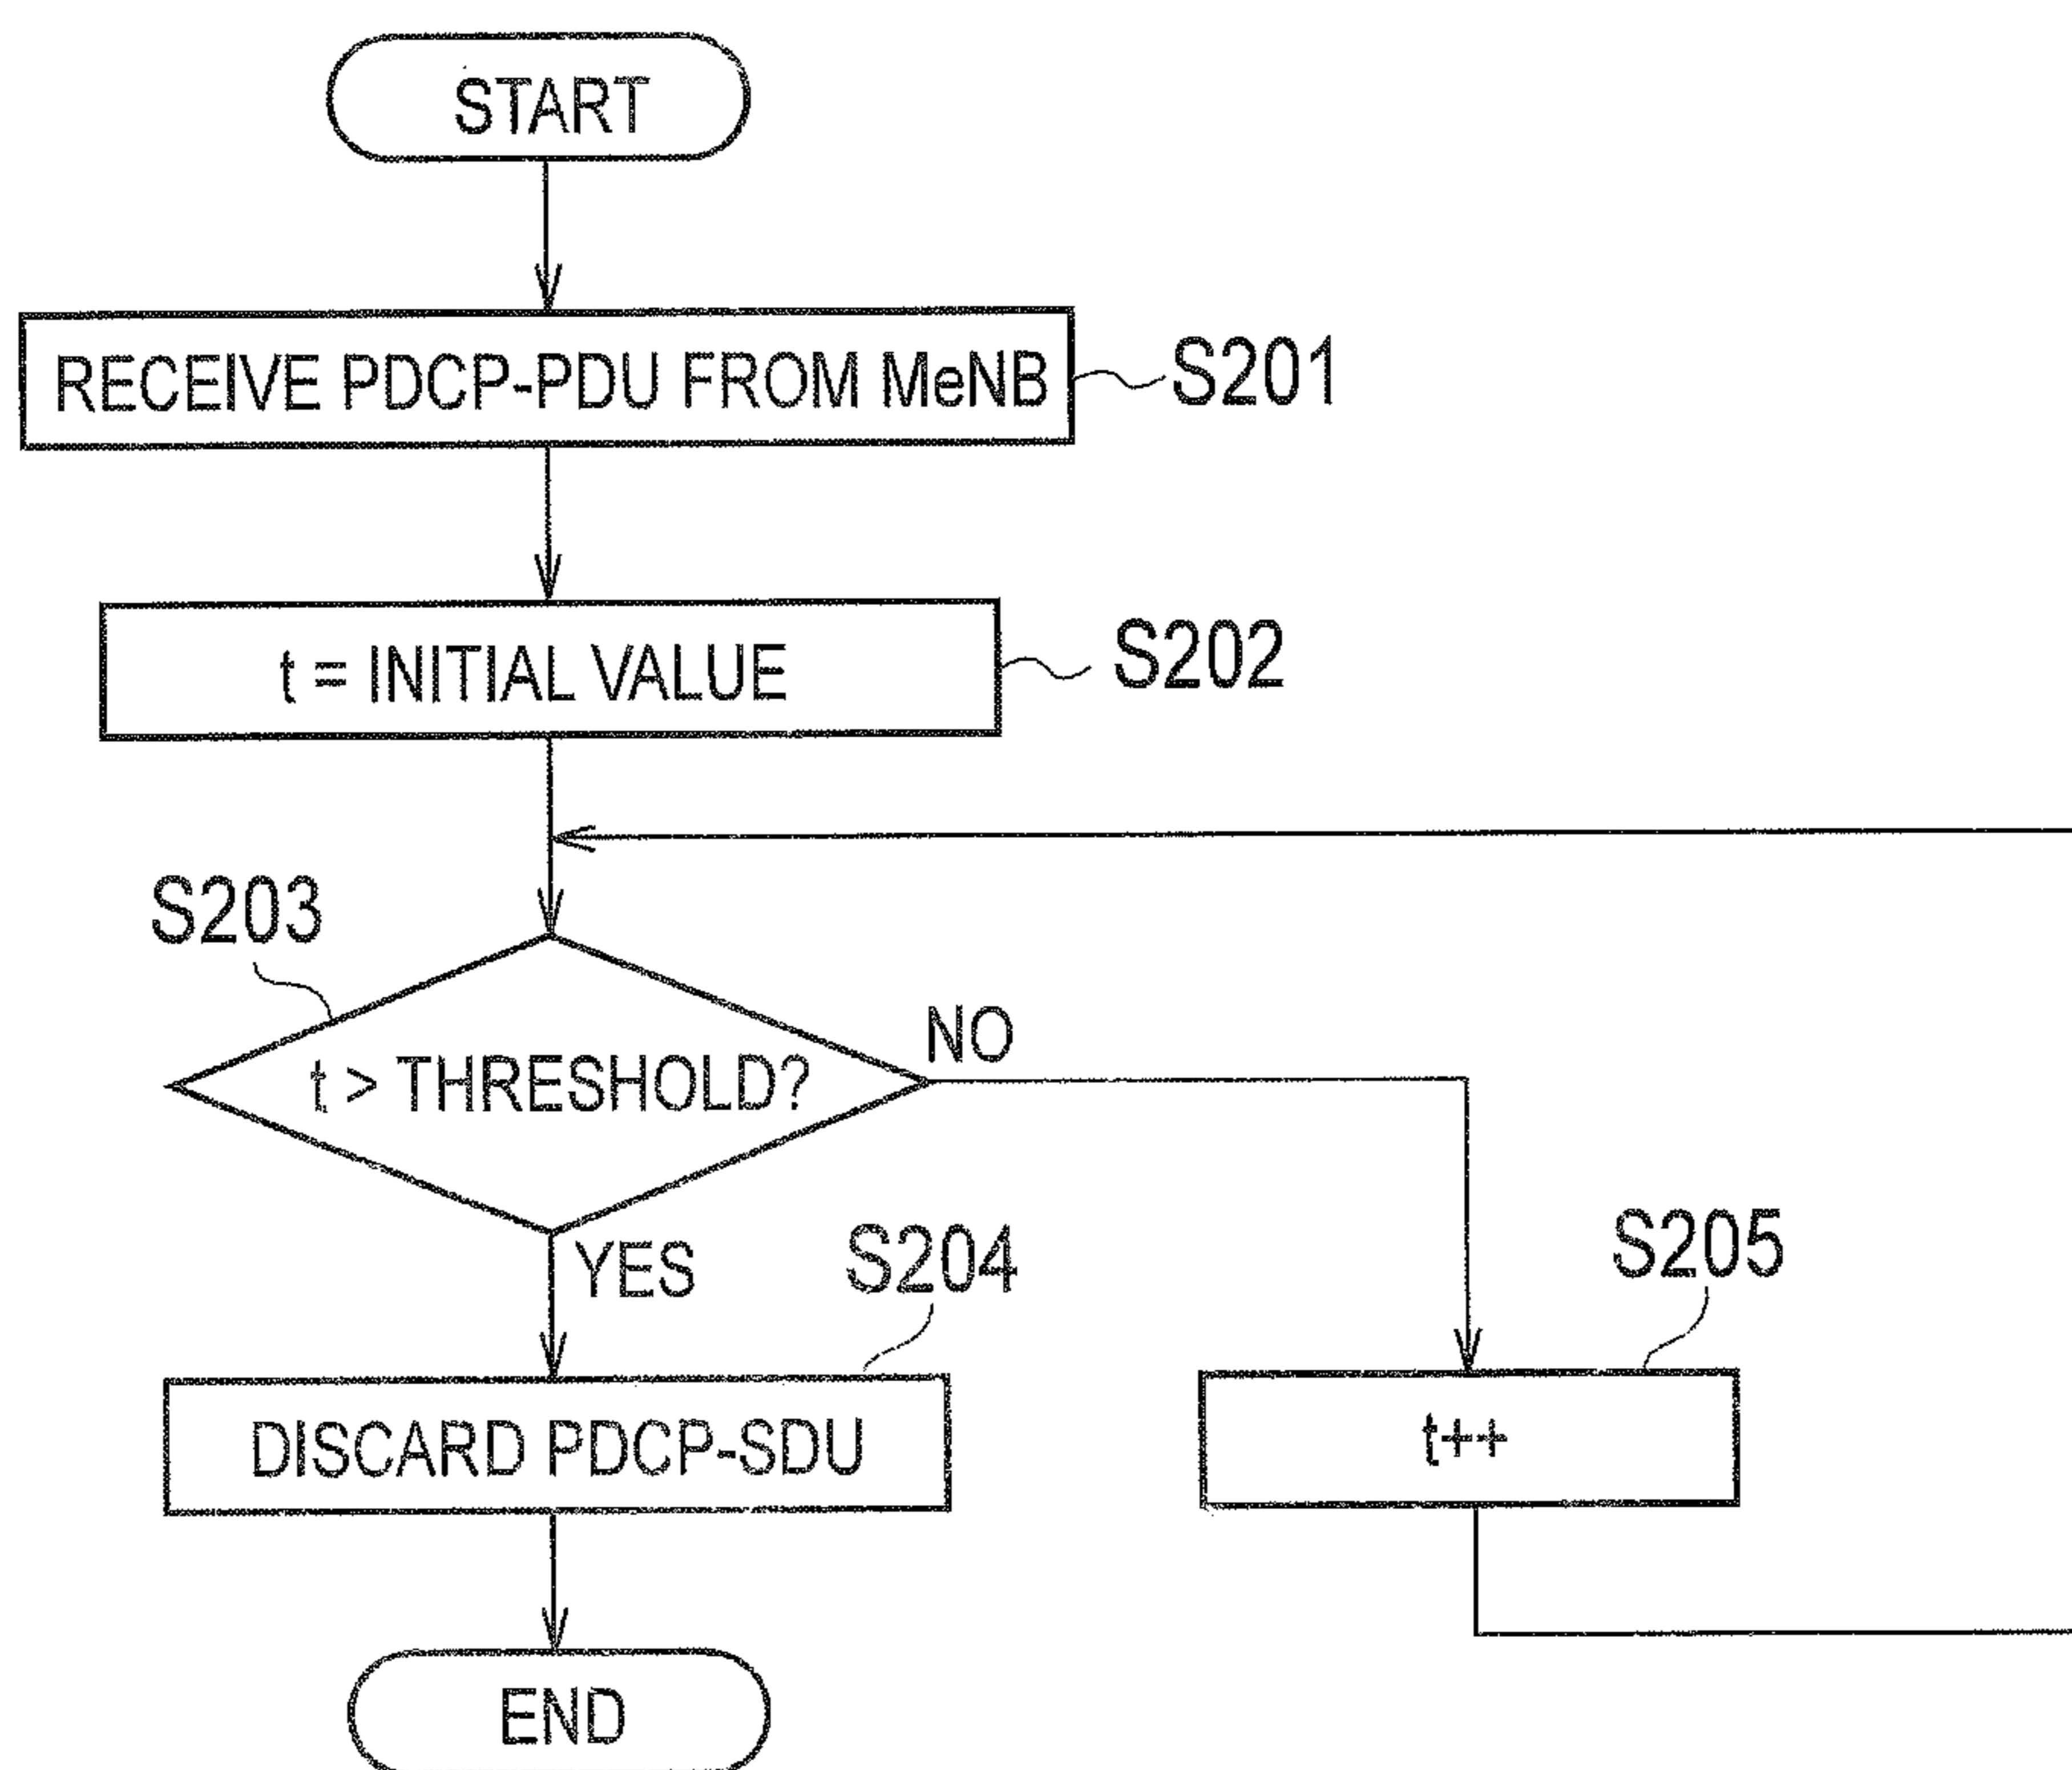 START
RECEIVE PDCP-PDU FROM MeNB
S201
t = INITIAL VALUE
S202
S203
t > THRESHOLD?
NO
YES
S204
S205
DISCARD PDCP-SDU
t++
END